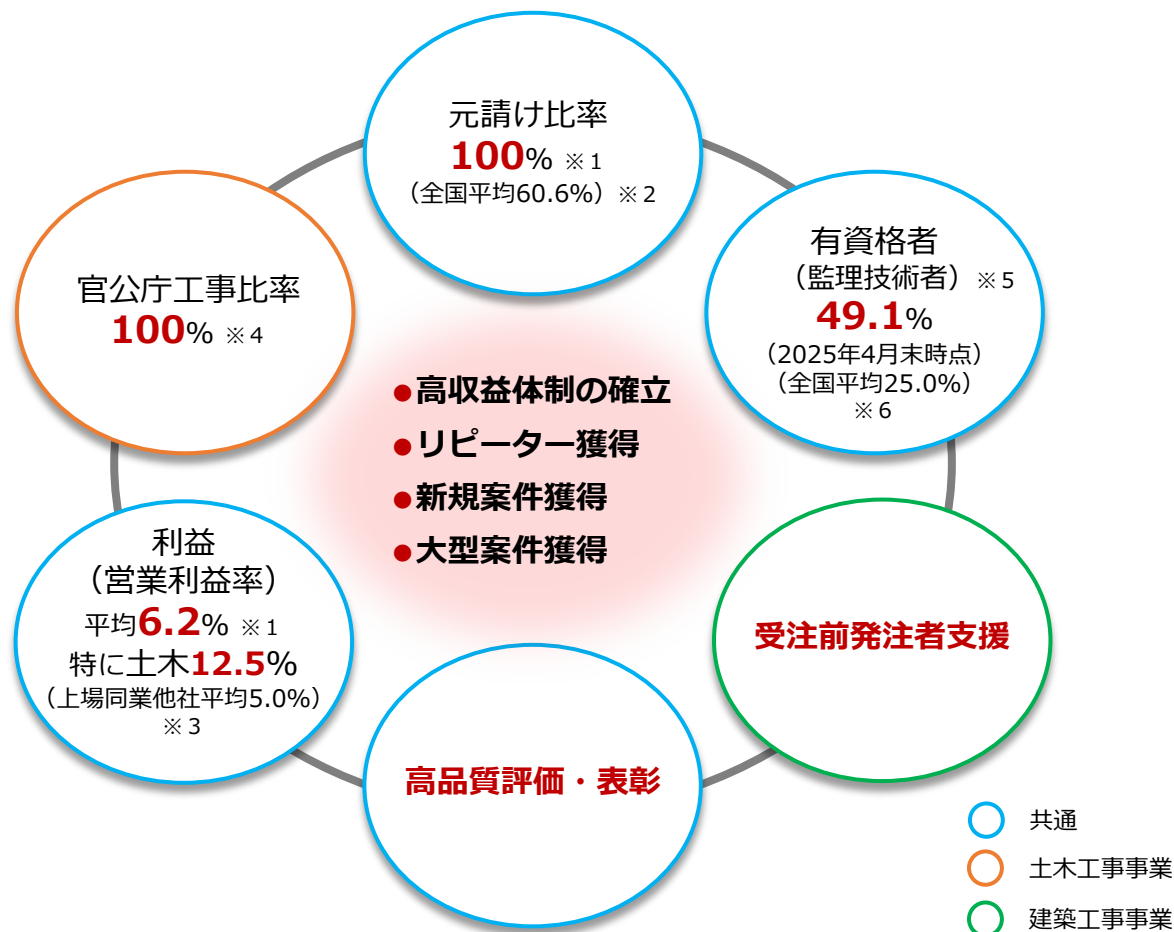 元請け比率
100% ※1
（全国平均60.6%）※2
有資格者
（監理技術者）※5
49.1%
（2025年4月末時点）
（全国平均25.0%）
※6
官公庁工事比率
100% ※4
●高収益体制の確立
●リピーター獲得
●新規案件獲得
●大型案件獲得
利益
（営業利益率）
平均6.2% ※1
特に土木12.5%
（上場同業他社平均5.0%）
※3
受注前発注者支援
高品質評価・表彰
共通
土木工事事業
建築工事事業